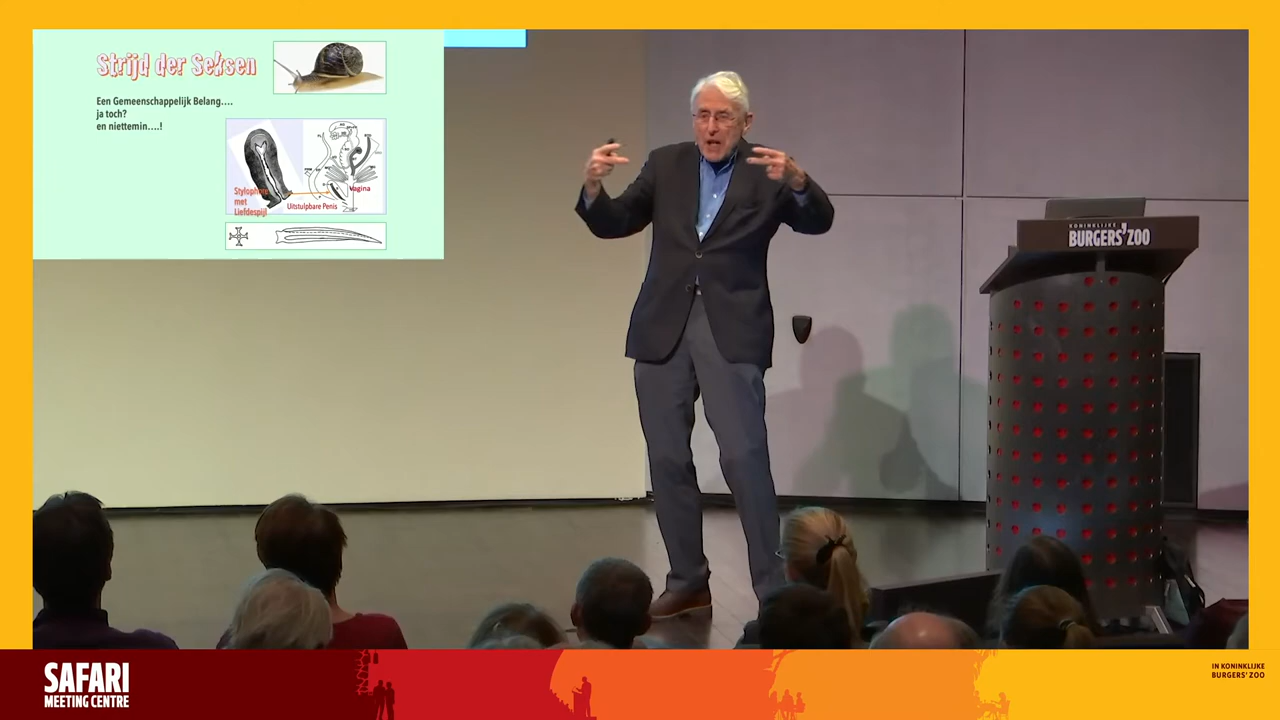 Strijd der Seksen
Een Gemeenschappelijk Belang....
ja toch?
en niettemin....!
Vagina
met
Liefdespijl
Uitstulpbare Penis
KONINKLIJKE
BURGERS' ZOO
SAFARI
MEETING CENTRE
IN KONINKLIJKE
BURGERS' ZOO